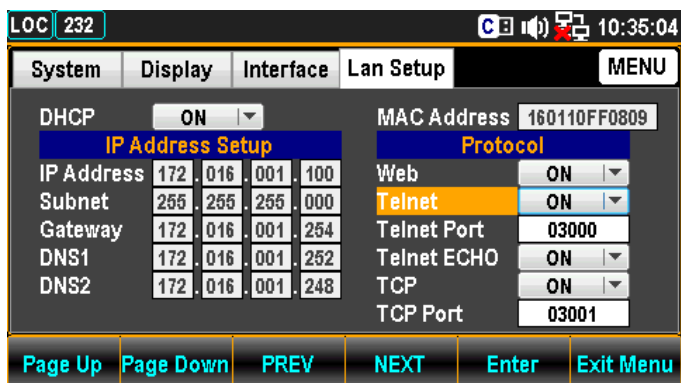 LOC 232 C 10:35:04
System Display Interface Lan Setup MENU
DHCP ON MAC Address 160110FF0809
IP Address Setup Protocol
IP Address 172 . 016 . 001 . 100 Web ON
Subnet 255 . 255 . 255 . 000 Telnet ON
Gateway 172 . 016 . 001 . 254 Telnet Port 03000
DNS1 172 . 016 . 001 . 252 Telnet ECHO ON
DNS2 172 . 016 . 001 . 248 TCP ON
TCP Port 03001
Page Up Page Down PREV NEXT Enter Exit Menu